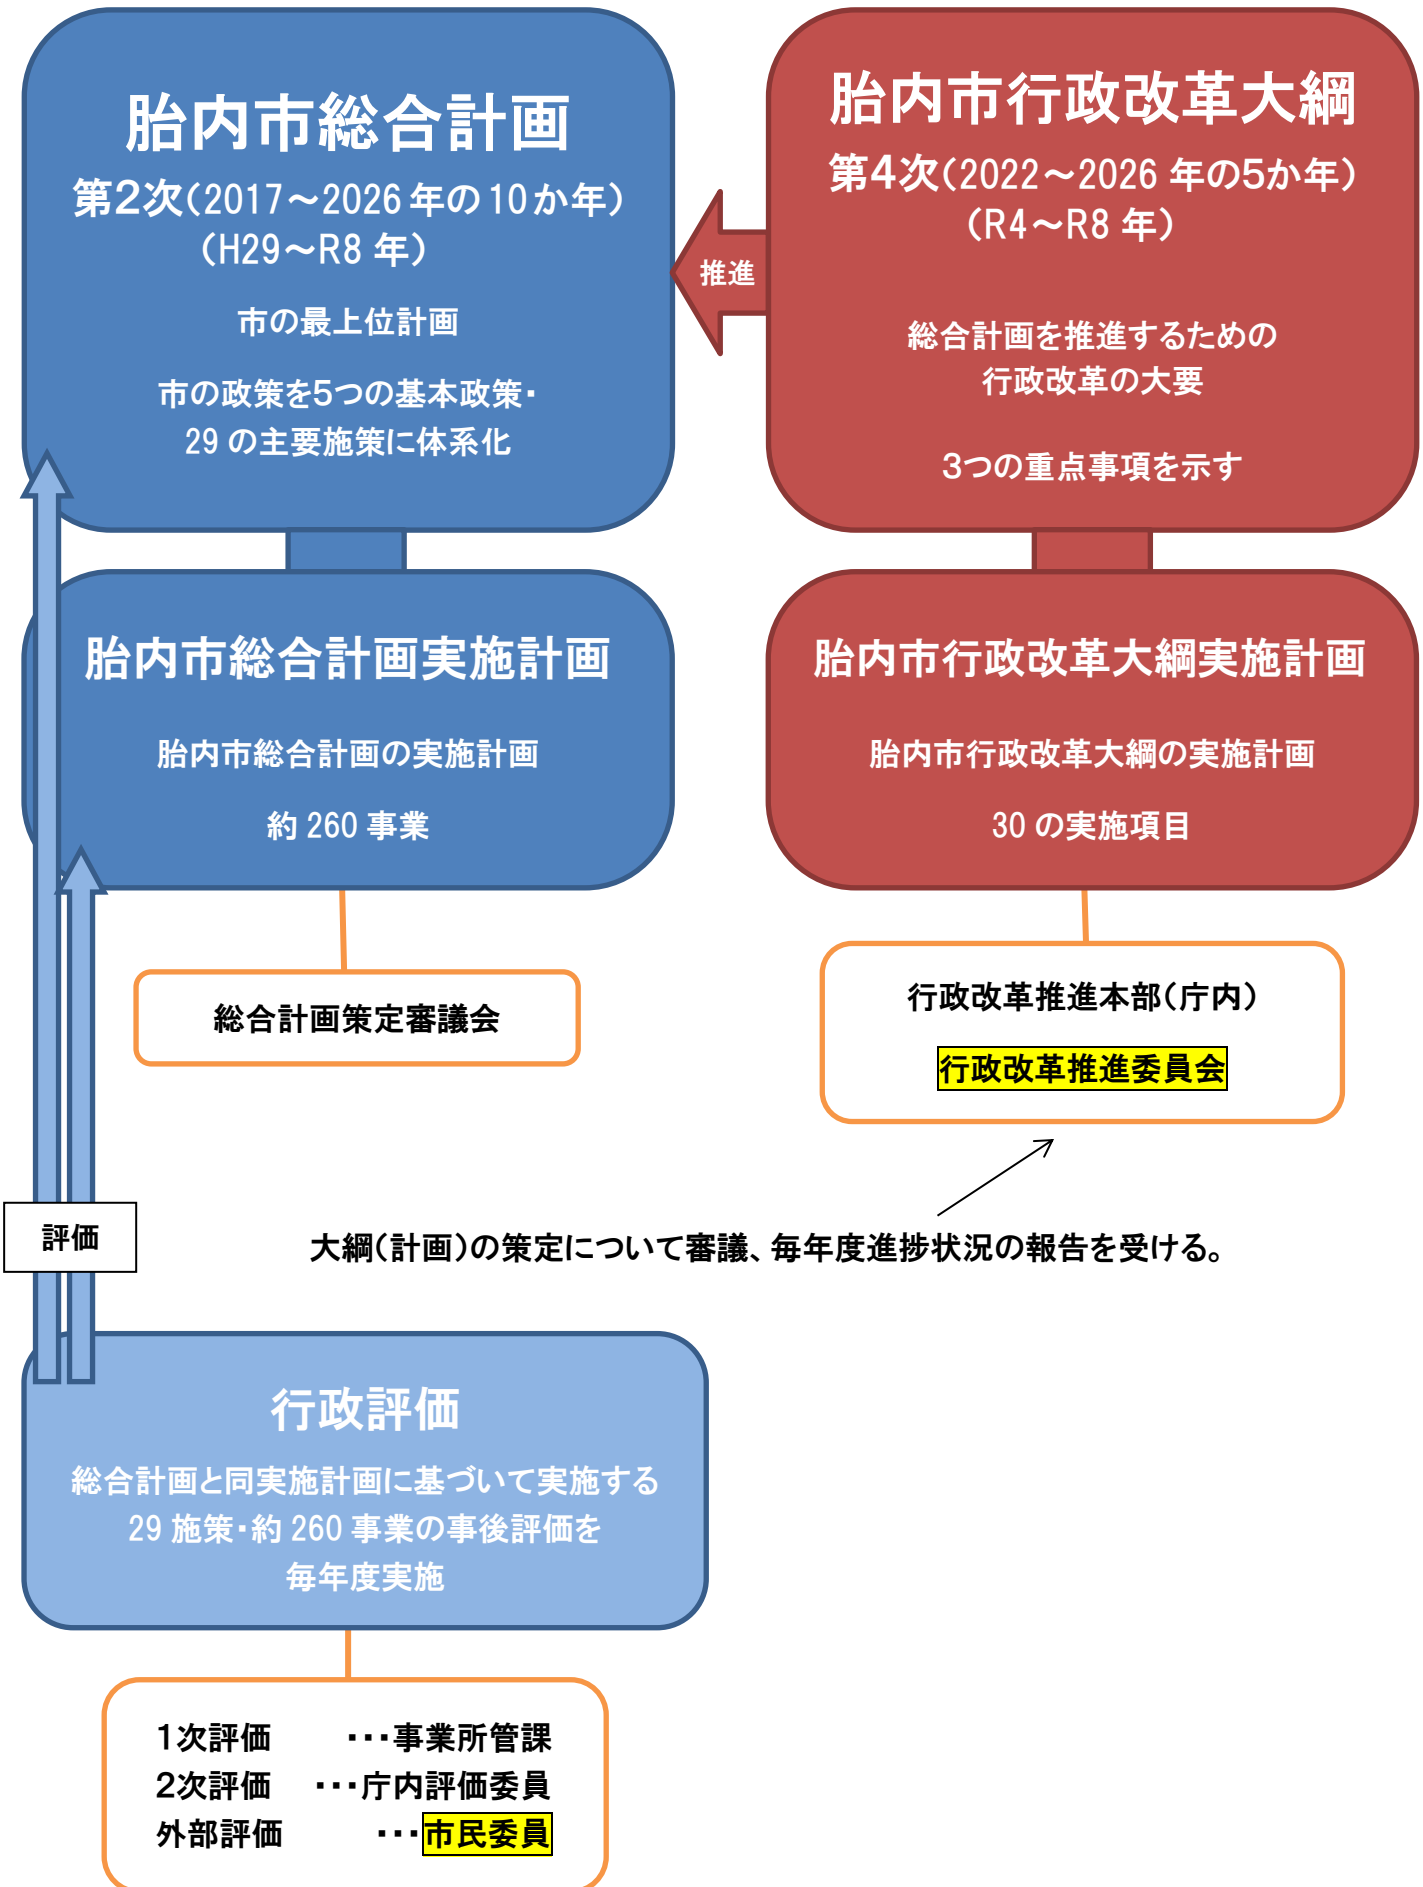 胎内市総合計画
第2次(2017～2026年の10か年)
(H29～R8年)
市の最上位計画
市の政策を5つの基本政策・
29の主要施策に体系化
胎内市行政改革大綱
第4次(2022～2026年の5か年)
(R4～R8年)
総合計画を推進するための
行政改革の大要
3つの重点事項を示す
推進
胎内市総合計画実施計画
胎内市総合計画の実施計画
約260事業
胎内市行政改革大綱実施計画
胎内市行政改革大綱の実施計画
30の実施項目
総合計画策定審議会
行政改革推進本部(庁内)
行政改革推進委員会
評価
大綱(計画)の策定について審議、毎年度進捗状況の報告を受ける。
行政評価
総合計画と同実施計画に基づいて実施する
29施策・約260事業の事後評価を
毎年度実施
1次評価 ・・・事業所管課
2次評価 ・・・庁内評価委員
外部評価 ・・・市民委員